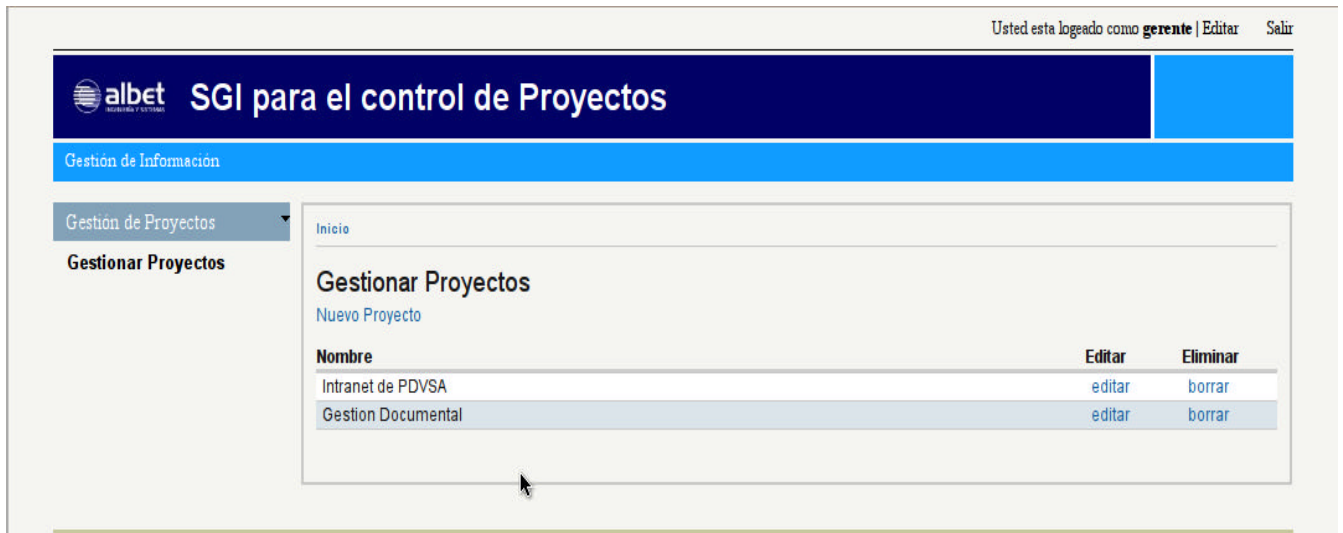 Usted esta logeado como gerente | Editar Salir
albet SGI para el control de Proyectos
INGENIERÍA Y SISTEMAS
Gestión de Información
Gestión de Proyectos
Gestionar Proyectos
Inicio
Gestionar Proyectos
Nuevo Proyecto
Nombre Editar Eliminar
Intranet de PDVSA editar borrar
Gestion Documental editar borrar